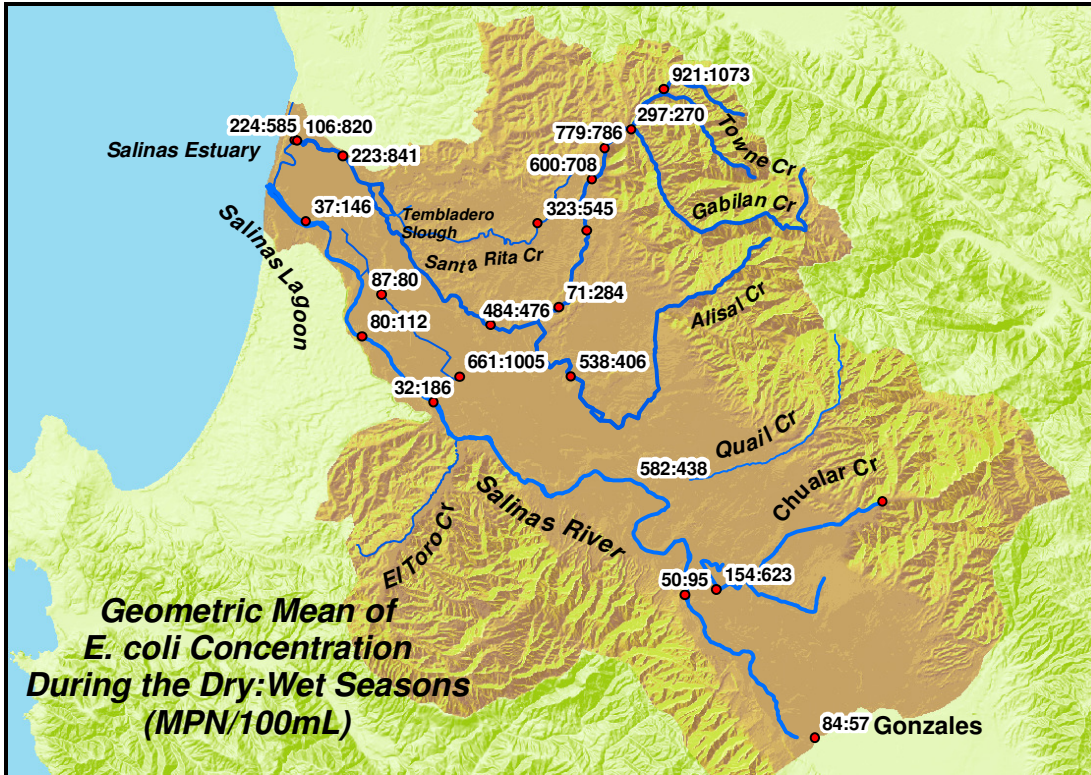 921:1073
297:270
779:786
Towne Cr
224:585
106:820
Salinas Estuary
223:841
600:708
Gabilan Cr
37:146
Tembladero
Slough
323:545
Santa Rita Cr
Salinas Lagoon
87:80
71:284
Alisal Cr
80:112
484:476
661:1005
538:406
32:186
Quail Cr
582:438
Chualar Cr
Salinas River
El Toro Cr
50:95
154:623
Geometric Mean of
E. coli Concentration
During the Dry:Wet Seasons
(MPN/100mL)
84:57 Gonzales